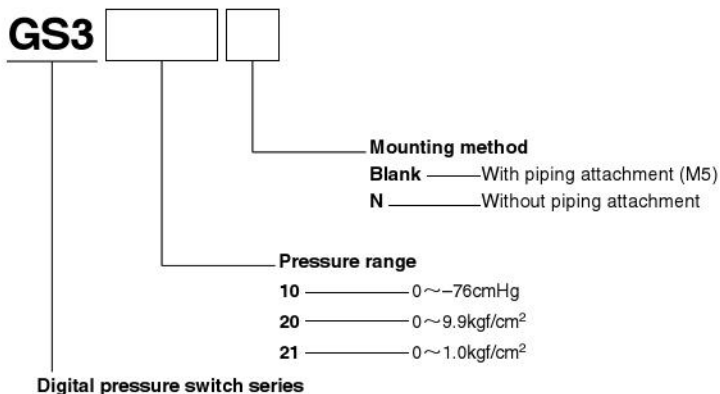 GS3
Mounting method
Blank With piping attachment (M5)
N Without piping attachment
Pressure range
10 0～–76cmHg
20 0～9.9kgf/cm²
21 0～1.0kgf/cm²
Digital pressure switch series